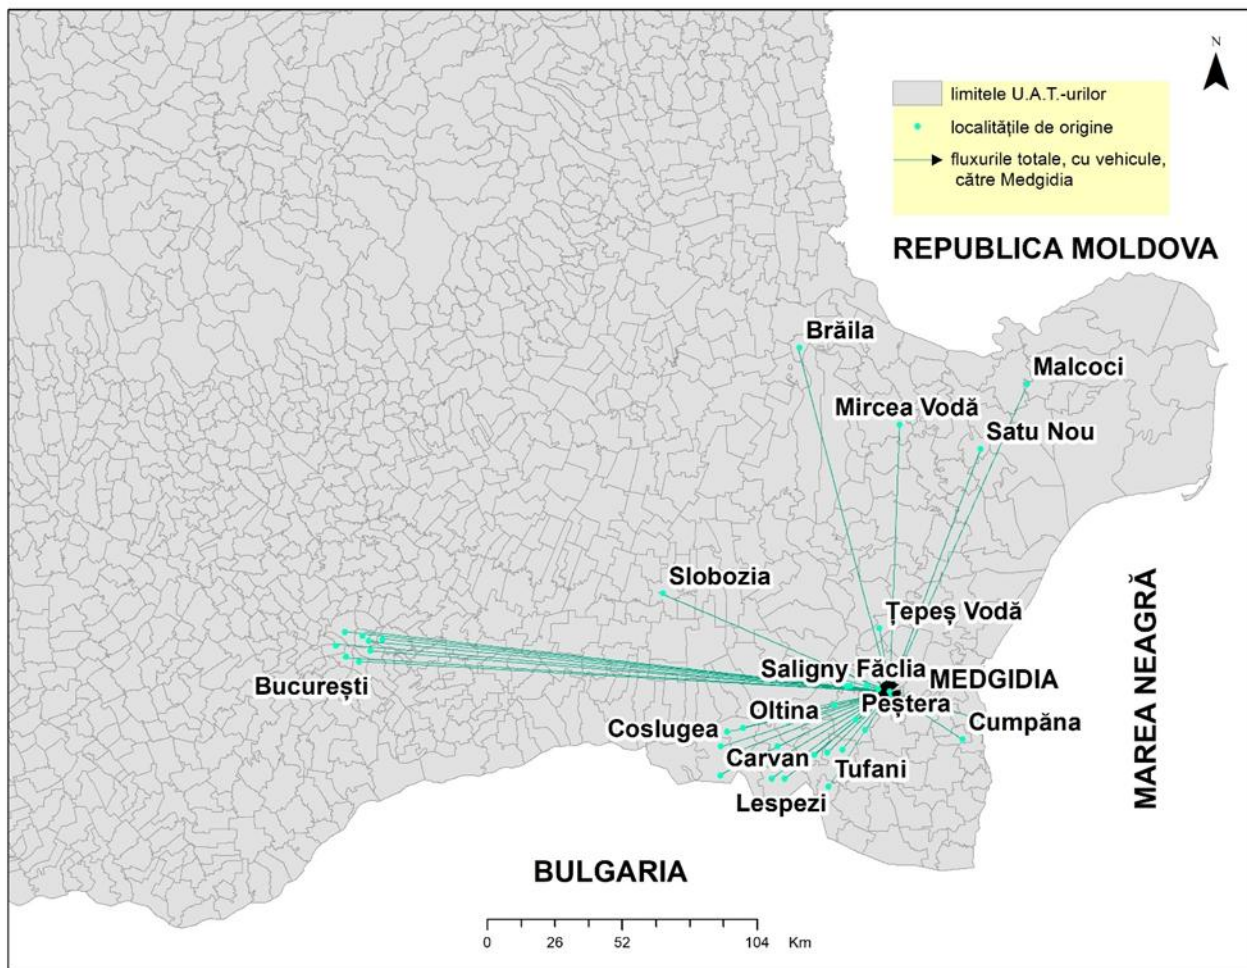 N
limitele U.A.T.-urilor
localitățile de origine
fluxurile totale, cu vehicule,
către Medgidia
REPUBLICA MOLDOVA
Brăila
Malcoci
Mircea Vodă
Satu Nou
Slobozia
Țepeș Vodă
MAREA NEAGRĂ
Saligny Făclia
MEDGIDIA
București
Oltina
Peștera
Cumpăna
Coslugea
Carvan
Tufani
Lespezi
BULGARIA
0 26 52 104 Km